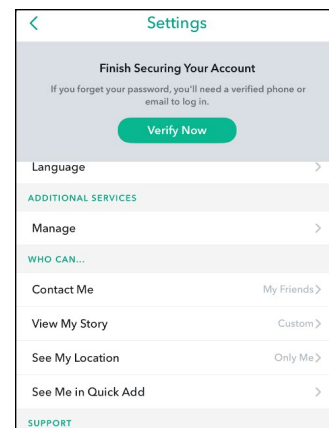 Settings
Finish Securing Your Account
If you forget your password, you'll need a verified phone or
email to log in.
Verify Now
Language
ADDITIONAL SERVICES
Manage
WHO CAN...
Contact Me My Friends
View My Story Custom
See My Location Only Me
See Me in Quick Add
SUPPORT